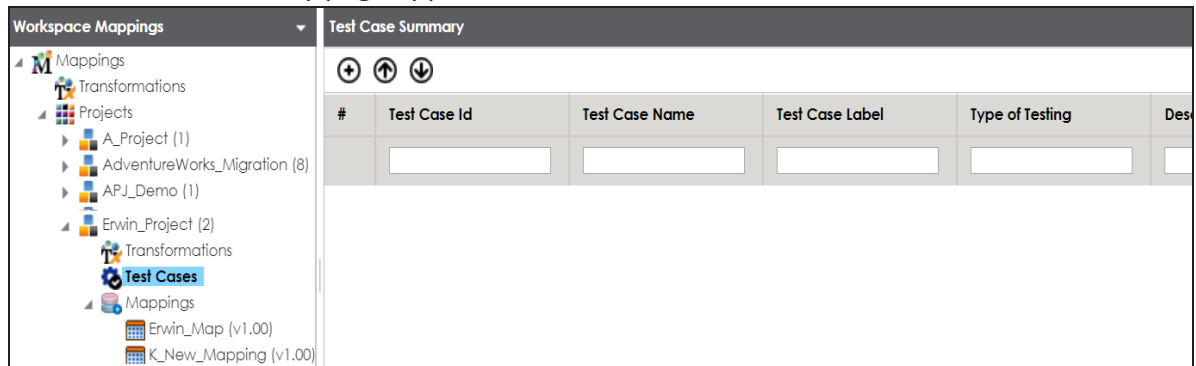 Workspace Mappings
Mappings
Transformations
Projects
A_Project (1)
AdventureWorks_Migration (8)
APJ_Demo (1)
Erwin_Project (2)
Transformations
Test Cases
Mappings
Erwin_Map (v1.00)
K_New_Mapping (v1.00)
Test Case Summary
# Test Case Id Test Case Name Test Case Label Type of Testing